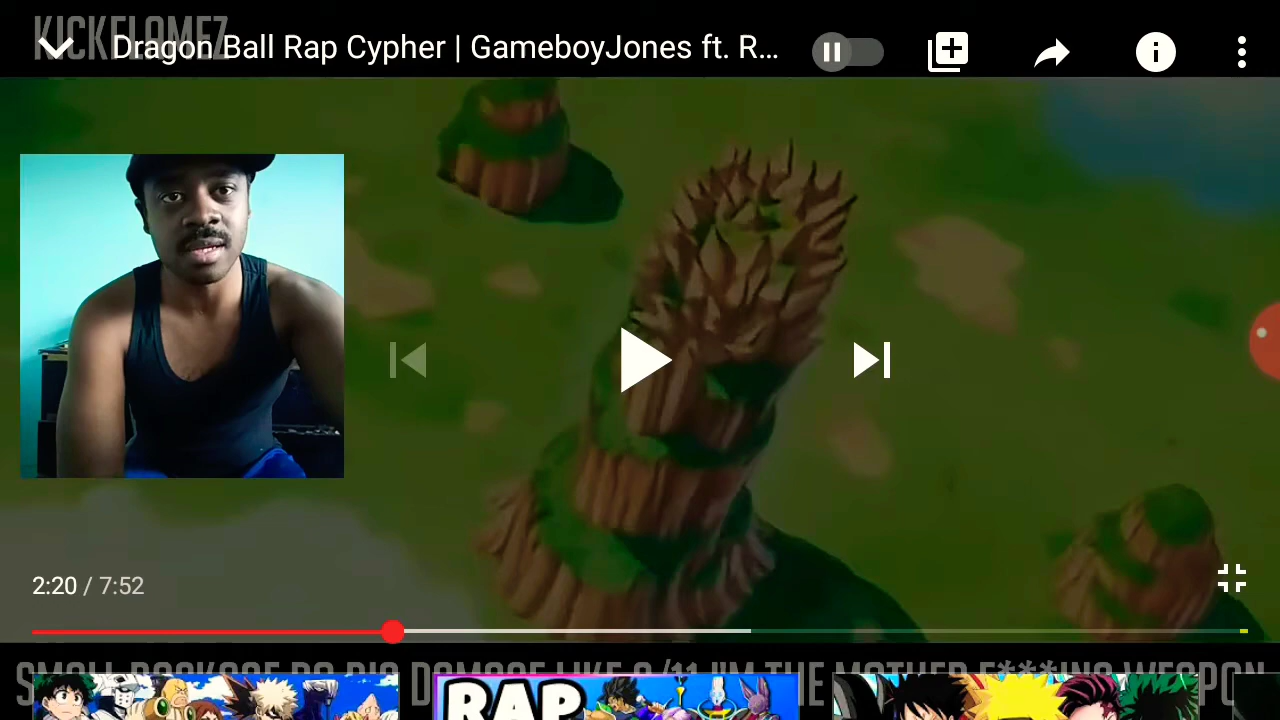 KICKFLAMEZ
Dragon Ball Rap Cypher | GameboyJones ft. R...
2:20 / 7:52
SMALL PACKAGE DO BIG DAMAGE LIKE 9/11 I'M THE MOTHER F***ING WEAPON
RAP